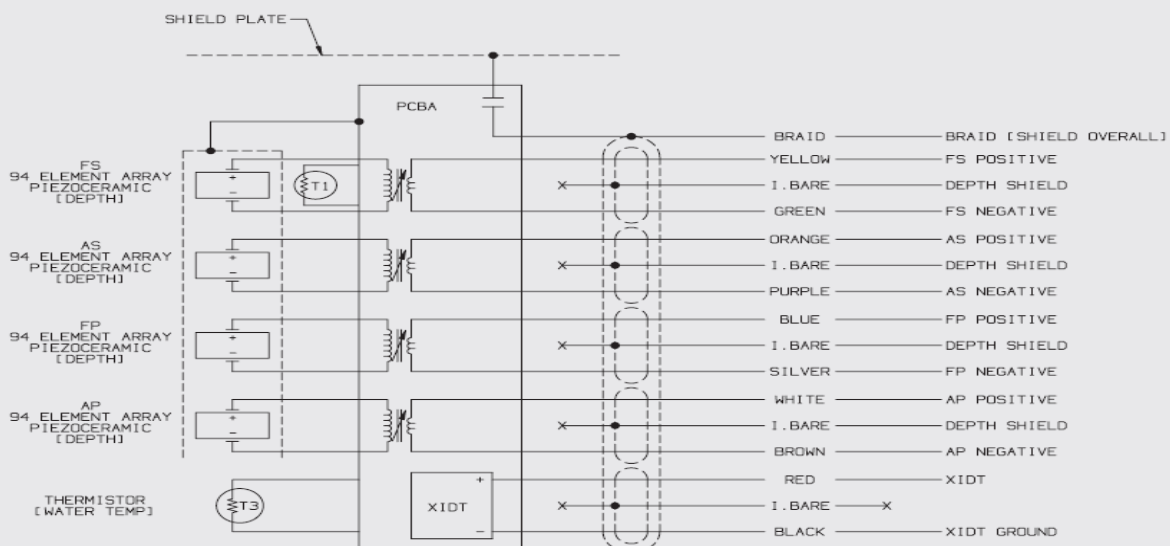 SHIELD PLATE
PCBA
BRAID BRAID [SHIELD OVERALL]
FS
94 ELEMENT ARRAY
PIEZOCERAMIC
[DEPTH]
+
-
T1
YELLOW FS POSITIVE
I.BARE DEPTH SHIELD
GREEN FS NEGATIVE
AS
94 ELEMENT ARRAY
PIEZOCERAMIC
[DEPTH]
+
-
ORANGE AS POSITIVE
I.BARE DEPTH SHIELD
PURPLE AS NEGATIVE
FP
94 ELEMENT ARRAY
PIEZOCERAMIC
[DEPTH]
+
-
BLUE FP POSITIVE
I.BARE DEPTH SHIELD
SILVER FP NEGATIVE
AP
94 ELEMENT ARRAY
PIEZOCERAMIC
[DEPTH]
+
-
WHITE AP POSITIVE
I.BARE DEPTH SHIELD
BROWN AP NEGATIVE
THERMISTOR
[WATER TEMP]
T3
XIDT
+
-
RED XIDT
I.BARE
BLACK XIDT GROUND